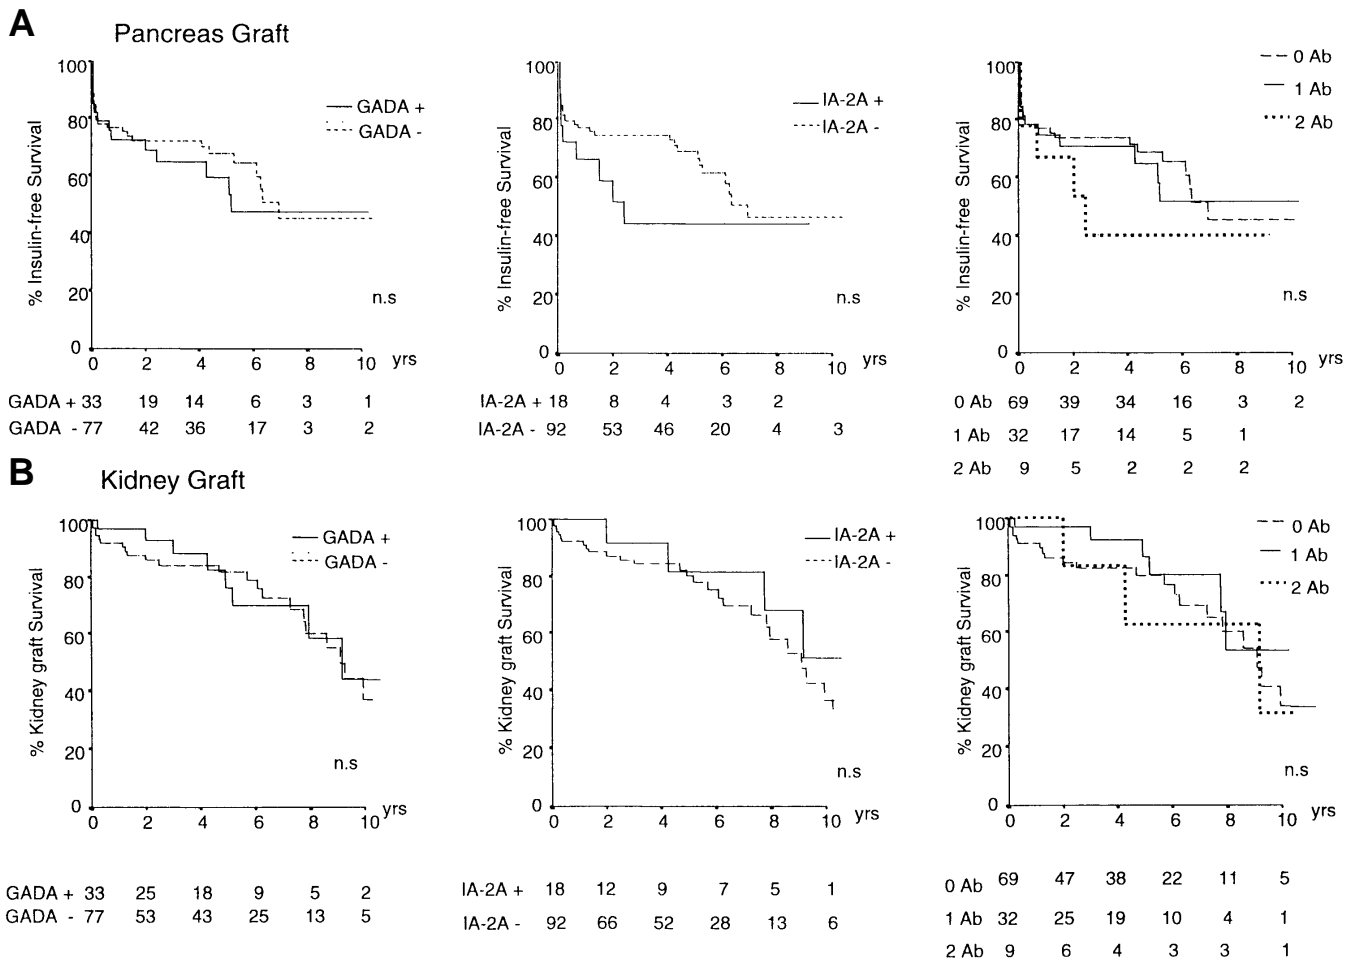 A
Pancreas Graft
% Insulin-free Survival
100
80
60
40
20
0
0 2 4 6 8 10 yrs
GADA +
GADA -
n.s
GADA + 33 19 14 6 3 1
GADA - 77 42 36 17 3 2
% Insulin-free Survival
100
80
60
40
20
0
0 2 4 6 8 10 yrs
IA-2A +
IA-2A -
n.s
IA-2A + 18 8 4 3 2
IA-2A - 92 53 46 20 4 3
% Insulin-free Survival
100
80
60
40
20
0
0 2 4 6 8 10 yrs
0 Ab
1 Ab
2 Ab
n.s
0 Ab 69 39 34 16 3 2
1 Ab 32 17 14 5 1
2 Ab 9 5 2 2 2
B
Kidney Graft
% Kidney graft Survival
100
80
60
40
20
0
0 2 4 6 8 10 yrs
GADA +
GADA -
n.s
GADA + 33 25 18 9 5 2
GADA - 77 53 43 25 13 5
% Kidney graft Survival
100
80
60
40
20
0
0 2 4 6 8 10 yrs
IA-2A +
IA-2A -
n.s
IA-2A + 18 12 9 7 5 1
IA-2A - 92 66 52 28 13 6
% Kidney graft Survival
100
80
60
40
20
0
0 2 4 6 8 10 yrs
0 Ab
1 Ab
2 Ab
n.s
0 Ab 69 47 38 22 11 5
1 Ab 32 25 19 10 4 1
2 Ab 9 6 4 3 3 1